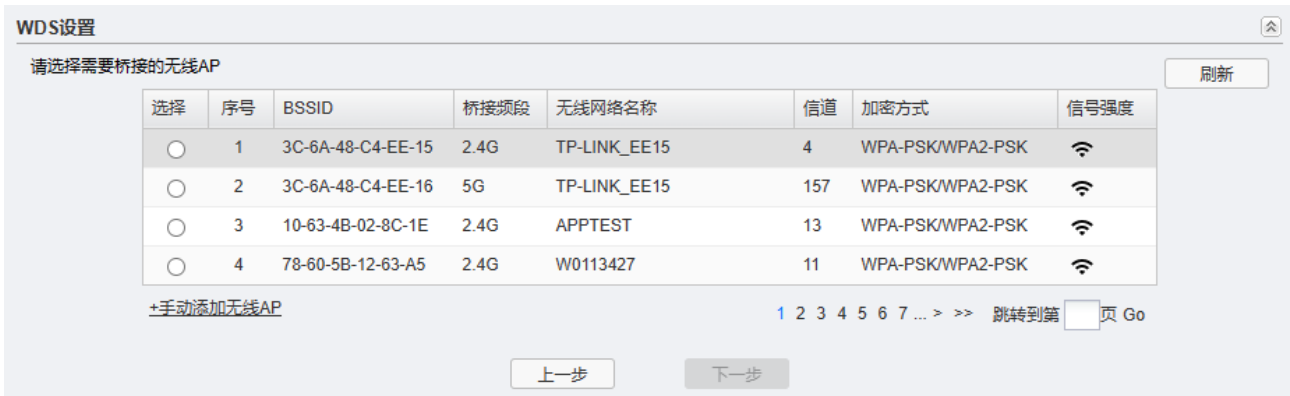 WDS设置
请选择需要桥接的无线AP
刷新
选择 序号 BSSID 桥接频段 无线网络名称 信道 加密方式 信号强度
1 3C-6A-48-C4-EE-15 2.4G TP-LINK_EE15 4 WPA-PSK/WPA2-PSK
2 3C-6A-48-C4-EE-16 5G TP-LINK_EE15 157 WPA-PSK/WPA2-PSK
3 10-63-4B-02-8C-1E 2.4G APPTEST 13 WPA-PSK/WPA2-PSK
4 78-60-5B-12-63-A5 2.4G W0113427 11 WPA-PSK/WPA2-PSK
+手动添加无线AP 1 2 3 4 5 6 7 ... > >> 跳转到第 页 Go
上一步 下一步